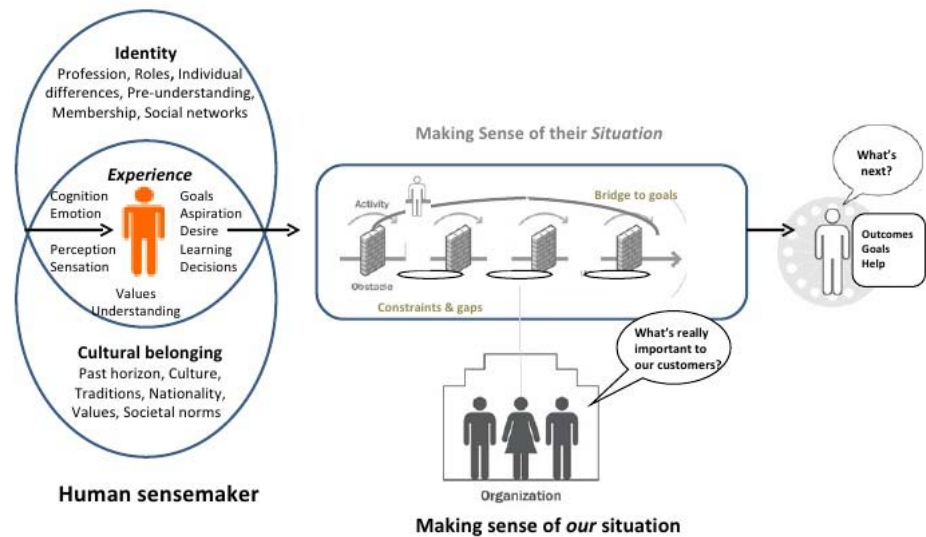 Identity
Profession, Roles, Individual
differences, Pre-understanding,
Membership, Social networks
Experience
Cognition
Emotion
Perception
Sensation
Goals
Aspiration
Desire
Learning
Decisions
Values
Understanding
Cultural belonging
Past horizon, Culture,
Traditions, Nationality,
Values, Societal norms
Human sensemaker
Making Sense of their Situation
Activity
Bridge to goals
Obstacle
Constraints & gaps
What's really
important to
our customers?
Organization
Making sense of our situation
What's
next?
Outcomes
Goals
Help